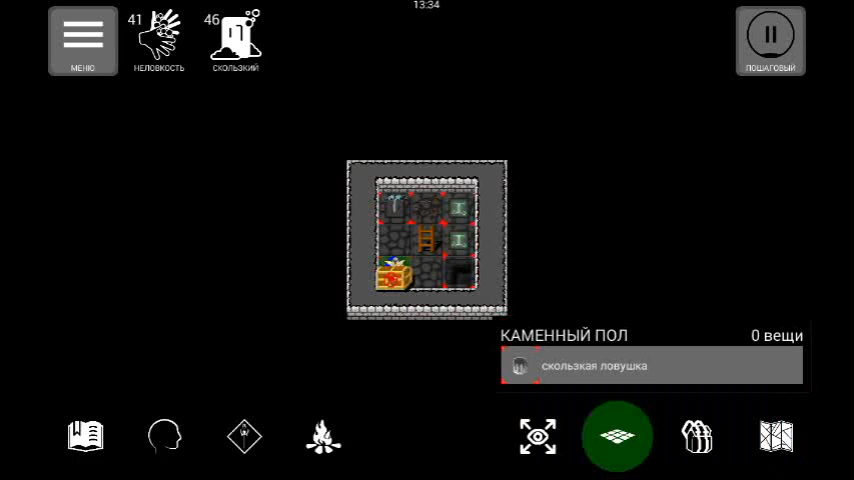 13:34
41
46
МЕНЮ
НЕЛОВКОСТЬ
СКОЛЬЗКИЙ
ПОШАГОВЫЙ
КАМЕННЫЙ ПОЛ
0 вещи
скользкая ловушка